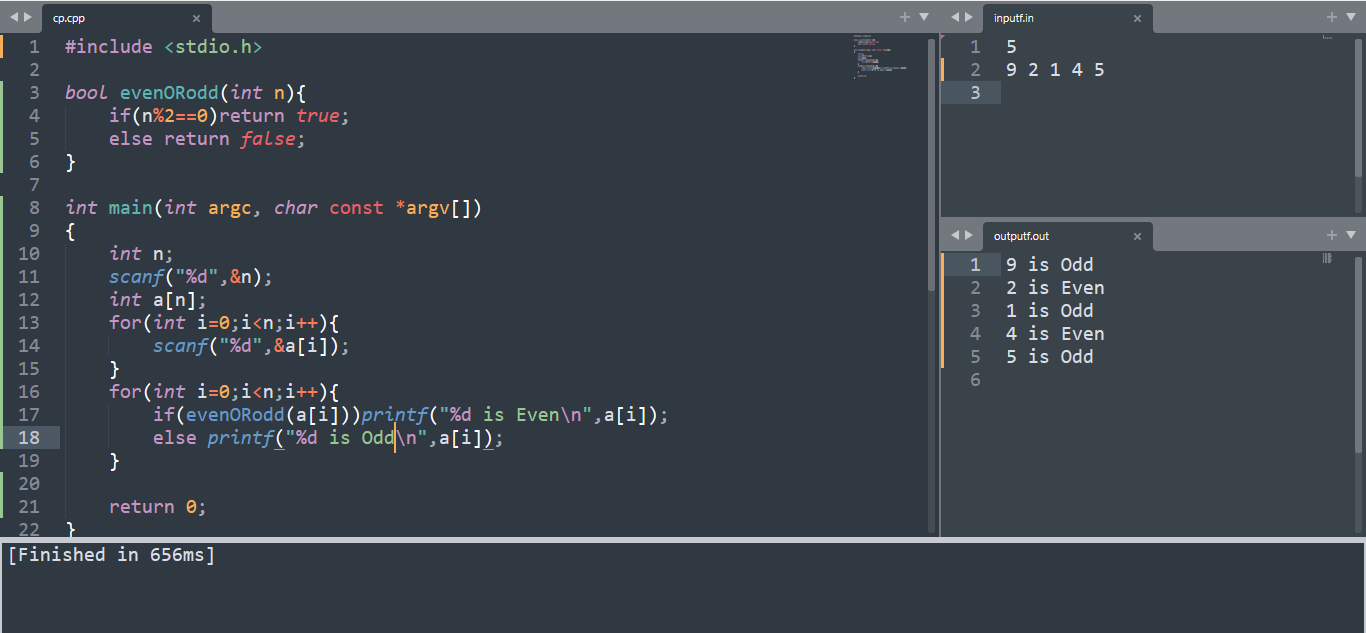 cp.cpp
1 #include <stdio.h>
2
3 bool evenORodd(int n){
4     if(n%2==0)return true;
5     else return false;
6 }
7
8 int main(int argc, char const *argv[])
9 {
10     int n;
11     scanf("%d",&n);
12     int a[n];
13     for(int i=0;i<n;i++){
14         scanf("%d",&a[i]);
15     }
16     for(int i=0;i<n;i++){
17         if(evenORodd(a[i]))printf("%d is Even\n",a[i]);
18         else printf("%d is Odd\n",a[i]);
19     }
20
21     return 0;
22 }
inputf.in
1 5
2 9 2 1 4 5
3
outputf.out
1 9 is Odd
2 2 is Even
3 1 is Odd
4 4 is Even
5 5 is Odd
6
[Finished in 656ms]